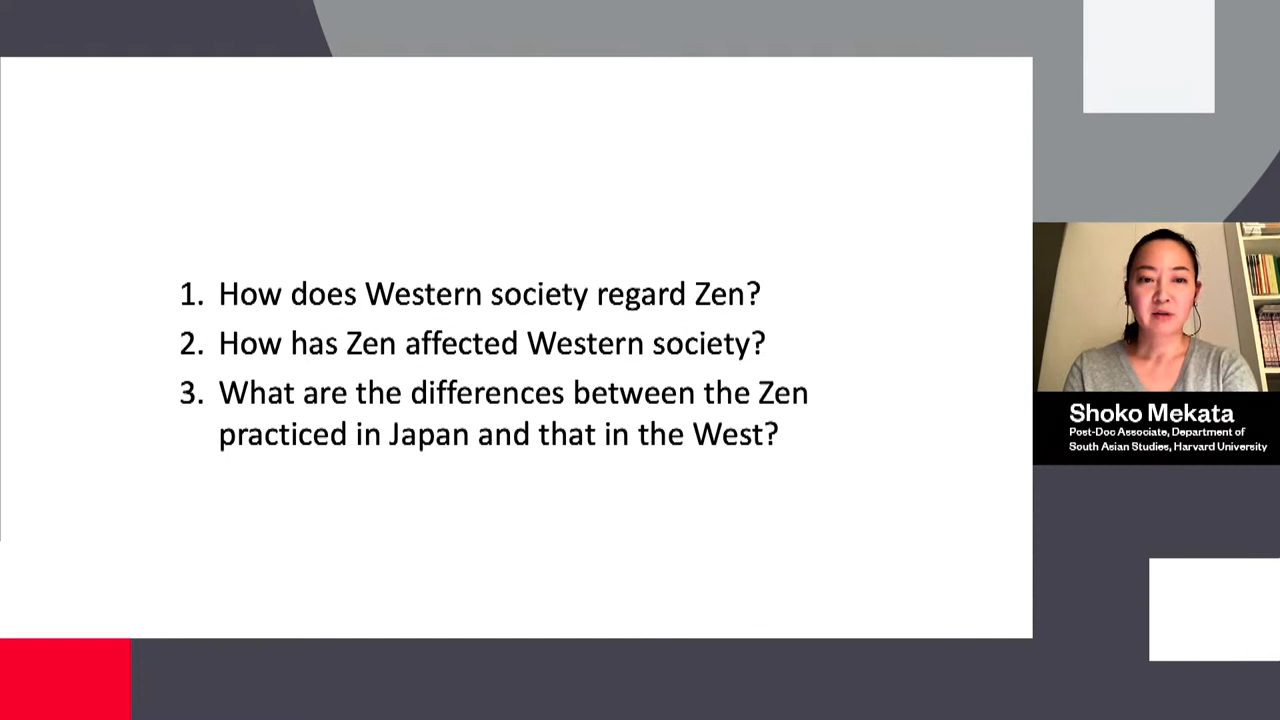 1. How does Western society regard Zen?
2. How has Zen affected Western society?
3. What are the differences between the Zen
practiced in Japan and that in the West?
Shoko Mekata
Post-Doc Associate, Department of
South Asian Studies, Harvard University